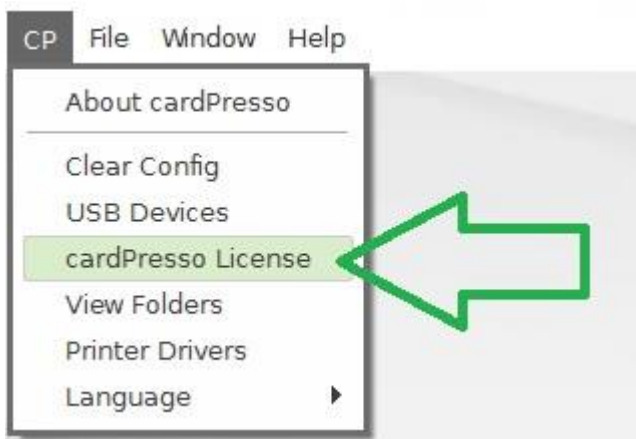 CP File Window Help
About cardPresso
Clear Config
USB Devices
cardPresso License
View Folders
Printer Drivers
Language